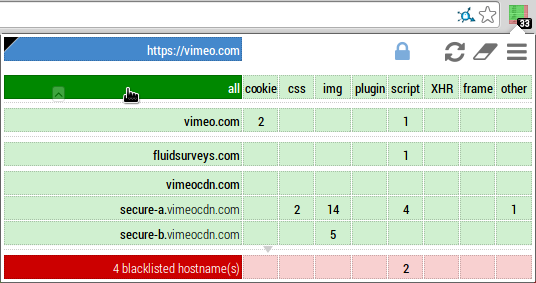 33
https://vimeo.com
all cookie css img plugin script XHR frame other
vimeo.com 2 1
fluidsurveys.com 1
vimeocdn.com
secure-a.vimeocdn.com 2 14 4 1
secure-b.vimeocdn.com 5
4 blacklisted hostname(s) 2